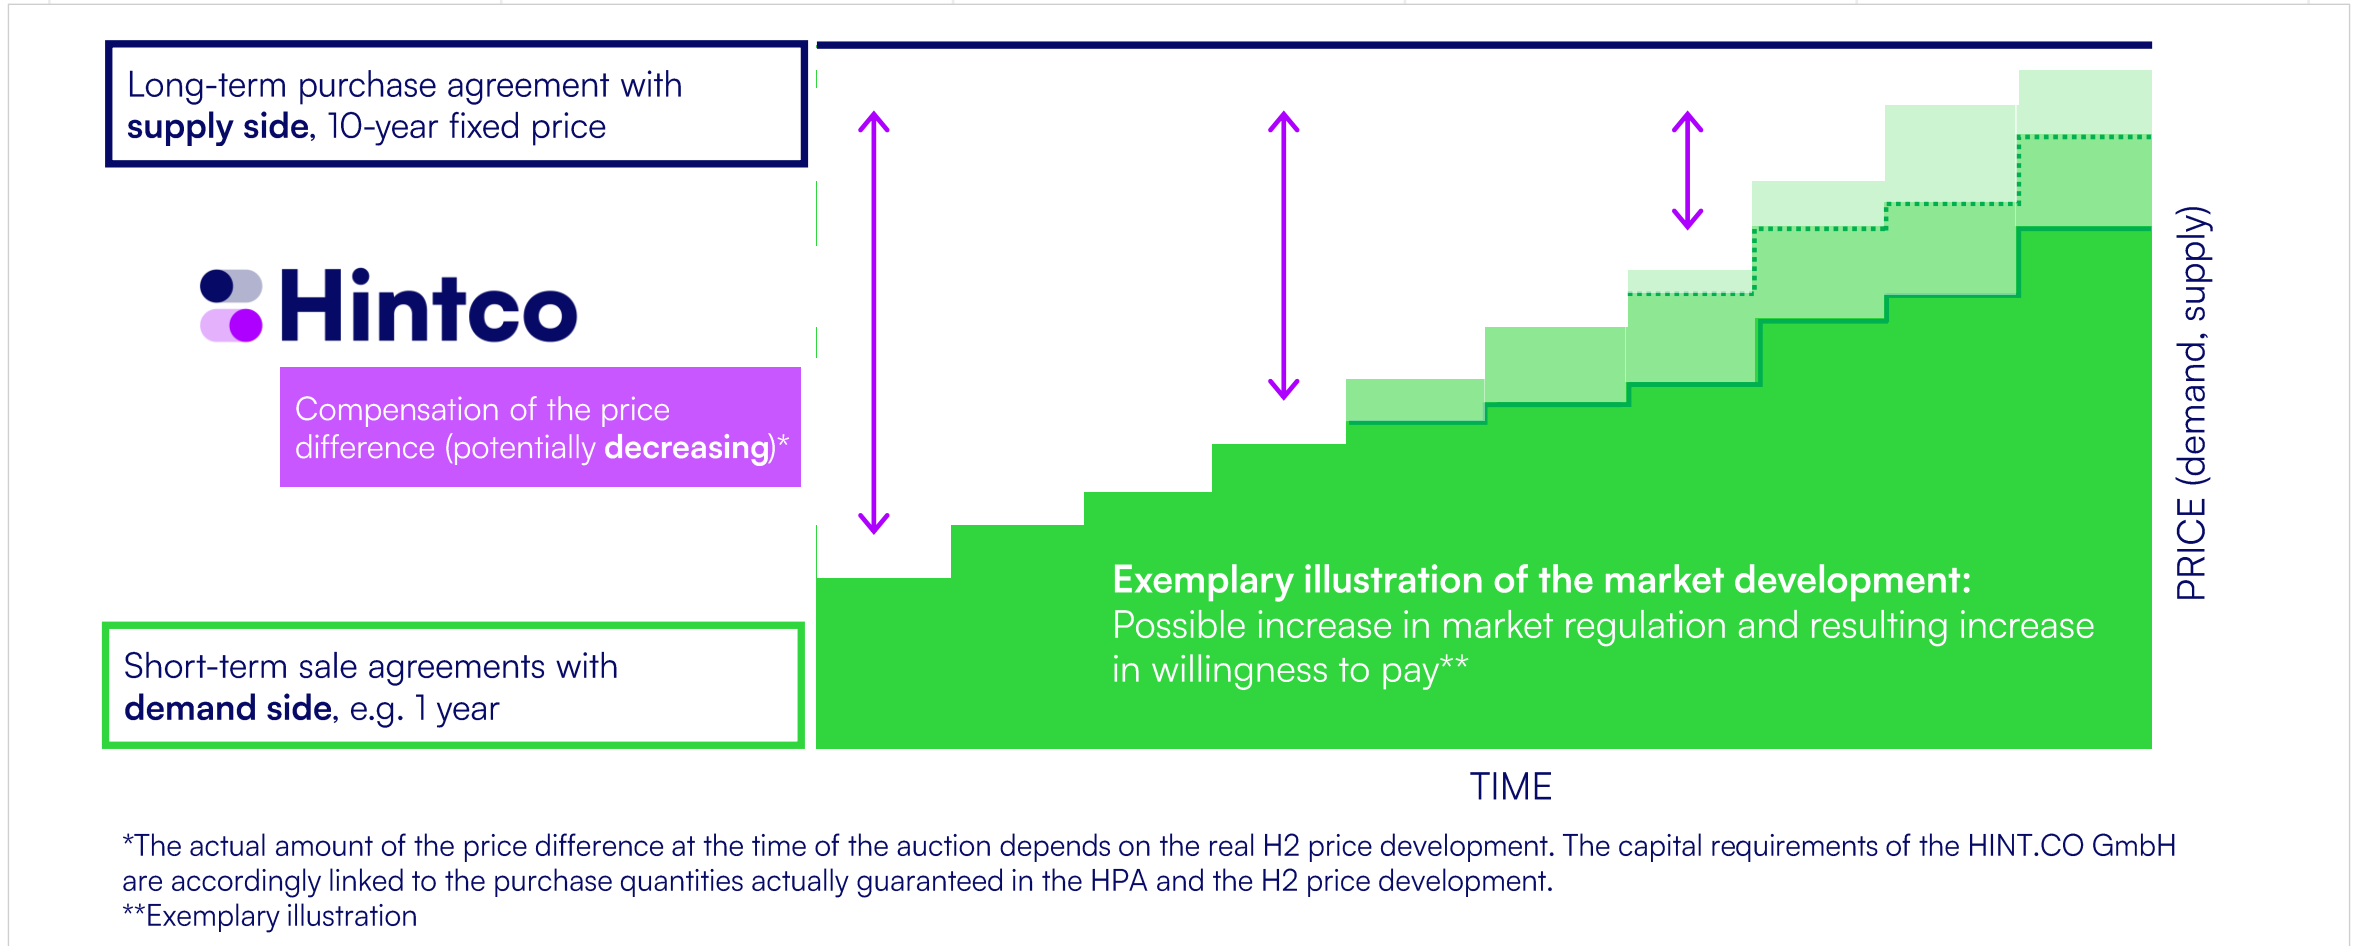 Long-term purchase agreement with
supply side, 10-year fixed price
Hintco
Compensation of the price
difference (potentially decreasing)*
Short-term sale agreements with
demand side, e.g. 1 year
Exemplary illustration of the market development:
Possible increase in market regulation and resulting increase
in willingness to pay**
PRICE (demand, supply)
TIME
*The actual amount of the price difference at the time of the auction depends on the real H2 price development. The capital requirements of the HINT.CO GmbH
are accordingly linked to the purchase quantities actually guaranteed in the HPA and the H2 price development.
**Exemplary illustration